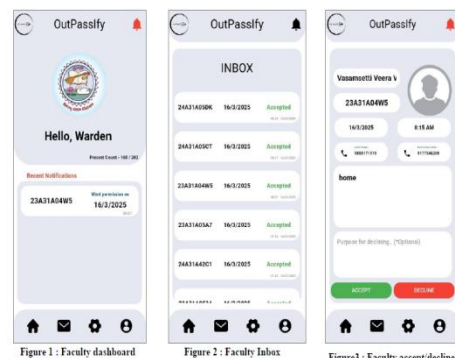 OutPassIfy
Hello, Warden
Present Count - 160 / 203
Recent Notifications
23A31A04W5
Want permission on
16/3/2025
Figure 1 : Faculty dashboard
OutPassIfy
INBOX
24A31A05DK 16/3/2025 Accepted
24A31A05CT 16/3/2025 Accepted
23A31A04W5 16/3/2025 Accepted
23A31A05A7 16/3/2025 Accepted
24A31A42C1 16/3/2025 Accepted
Figure 2 : Faculty Inbox
OutPassIfy
Vasamsetti Veera V
23A31A04W5
16/3/2025 8:15 AM
home
Purpose for declining.. (*Optional)
ACCEPT DECLINE
Figure3 : Faculty accept/decline